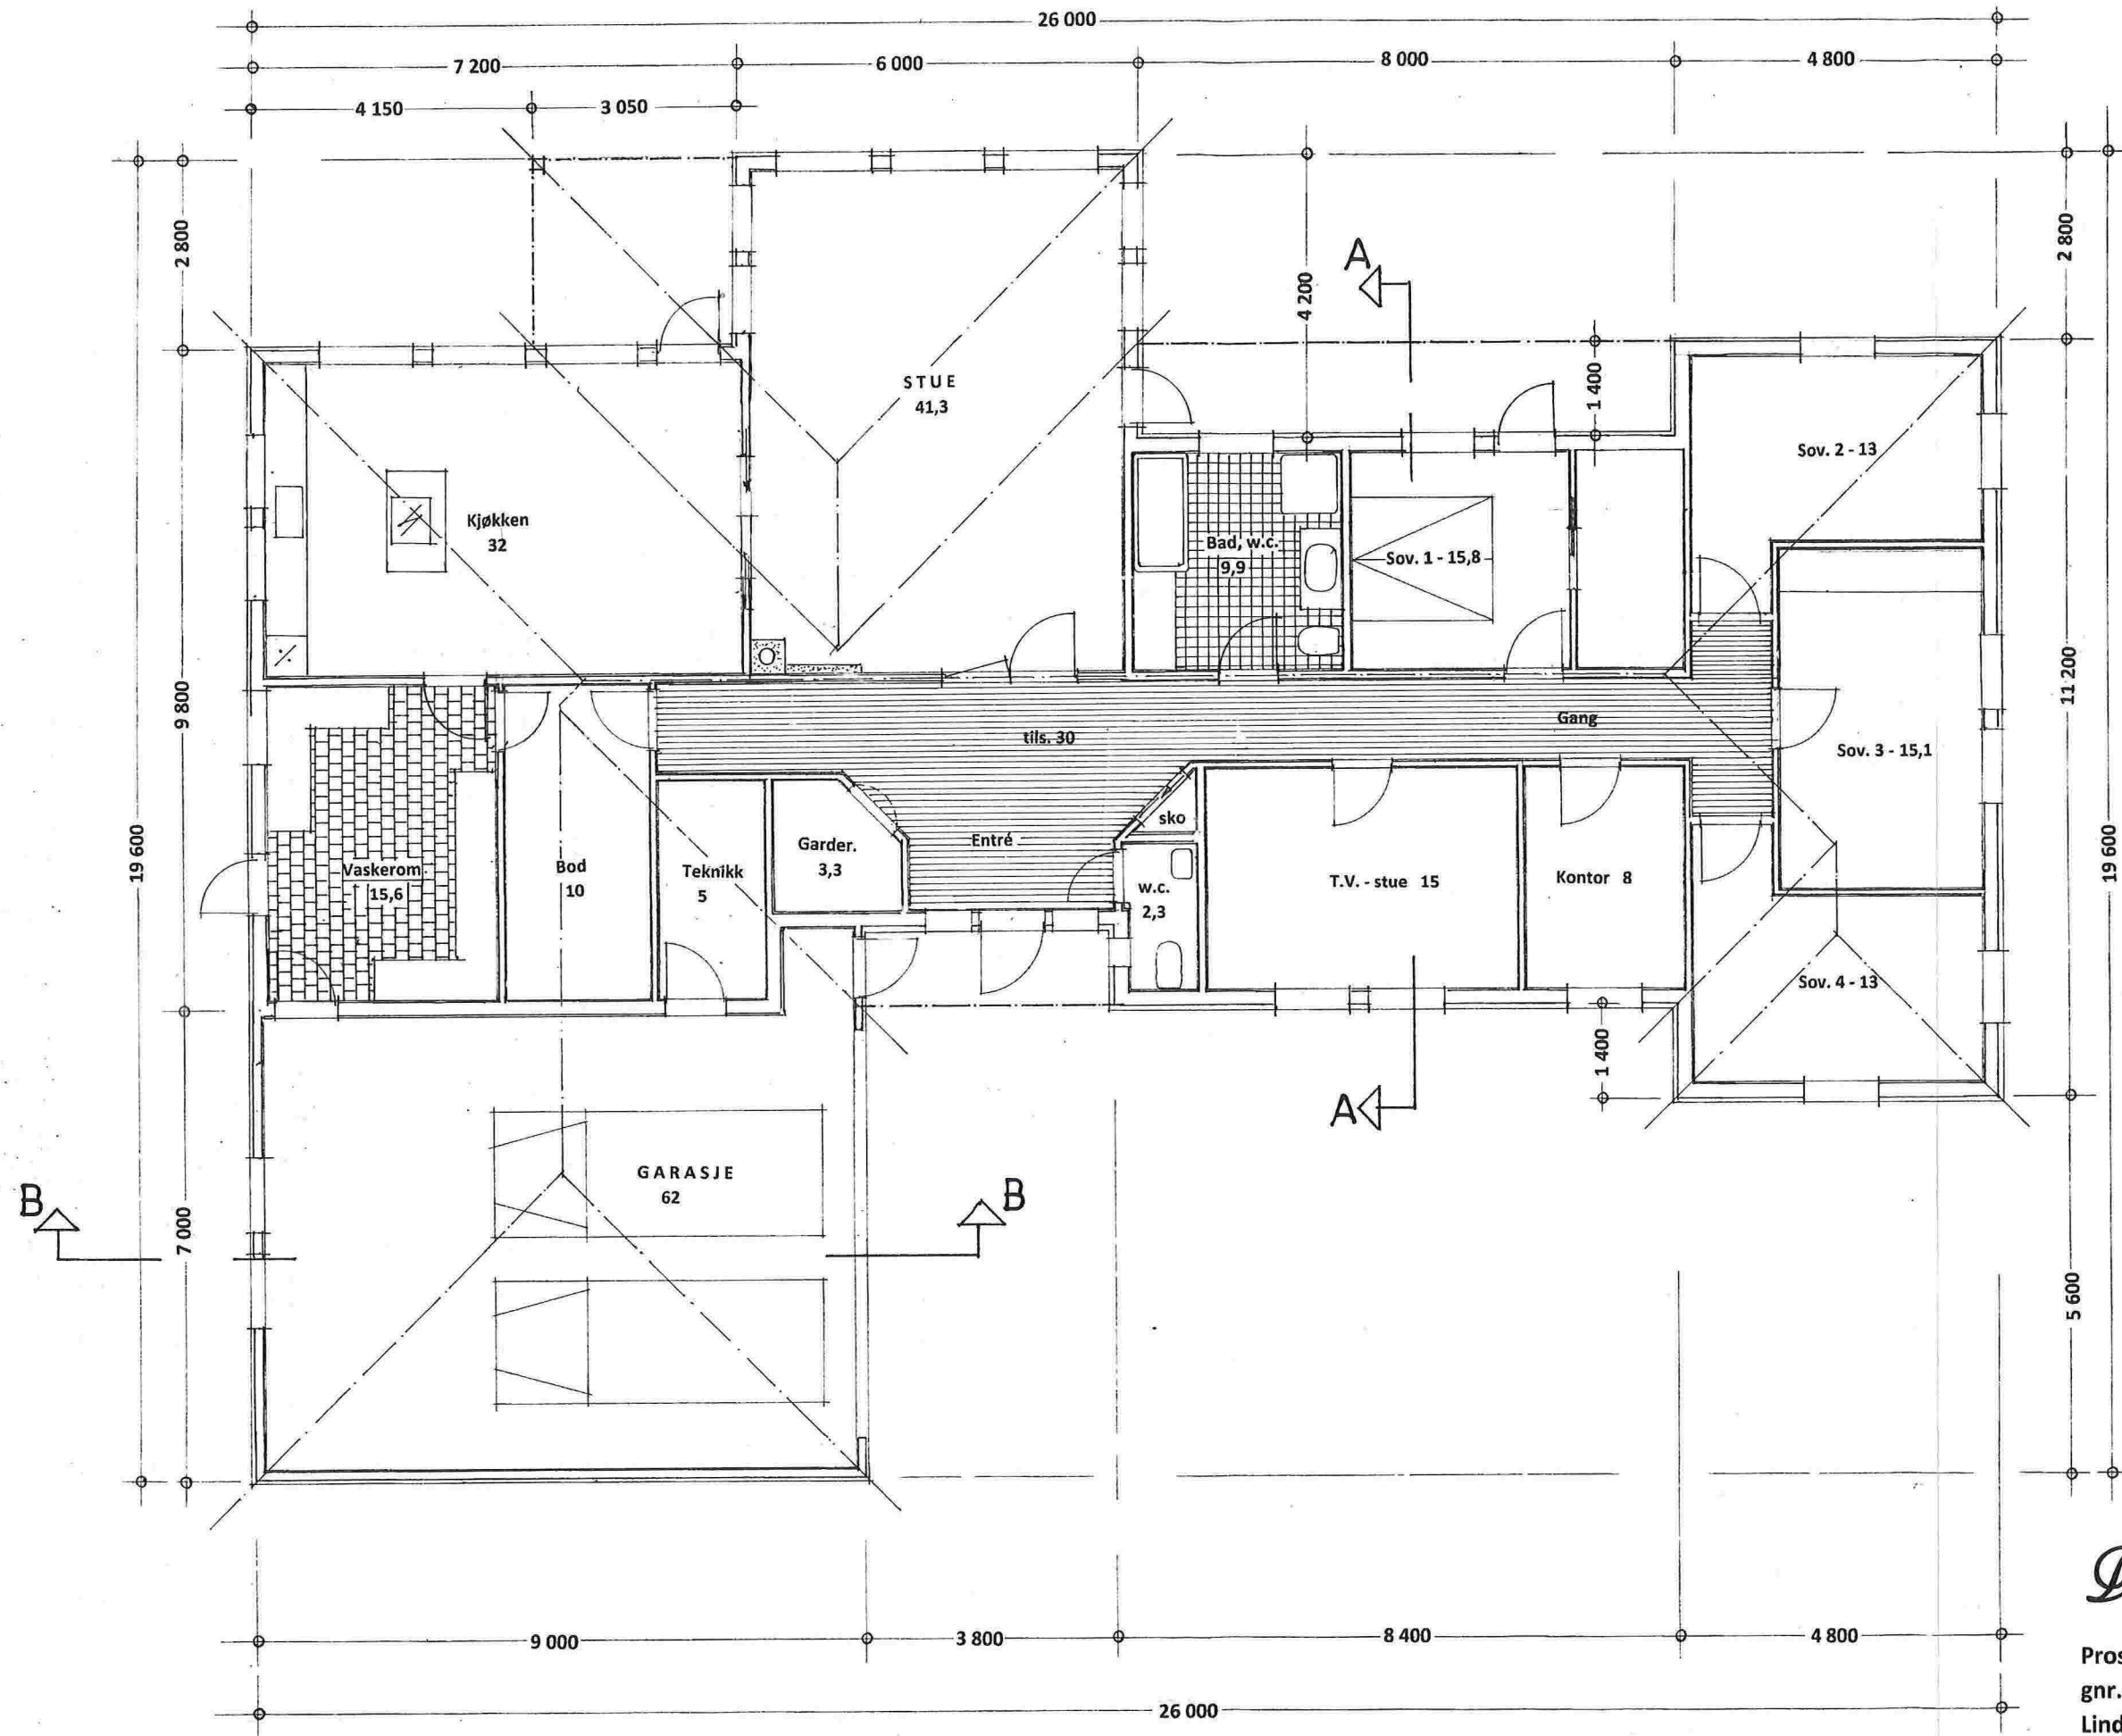 26 000
7 200
6 000
8 000
4 800
4 150
3 050
2 800
9 800
19 600
7 000
4 200
1 400
A
2 800
11 200
19 600
5 600
STUE
41,3
Kjøkken
32
Bad, w.c.
9,9
Sov. 1 - 15,8
Sov. 2 - 13
Gang
tils. 30
Sov. 3 - 15,1
Entré
sko
Garder.
3,3
Vaskerom
15,6
Bod
10
Teknikk
5
w.c.
2,3
T.V. - stue 15
Kontor 8
Sov. 4 - 13
1 400
A
GARASJE
62
B
B
9 000
3 800
8 400
4 800
26 000
Pros
gnr.
Lind